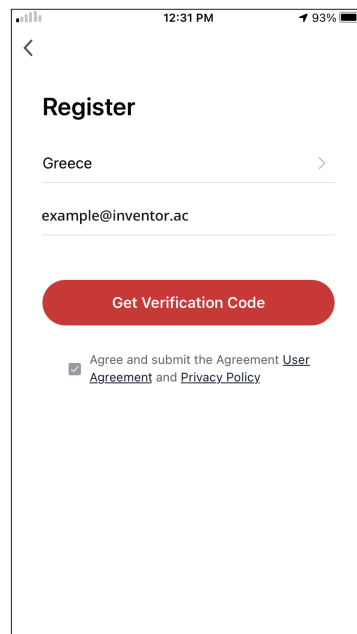 12:31 PM
93%
Register
Greece
example@inventor.ac
Get Verification Code
Agree and submit the Agreement User
Agreement and Privacy Policy